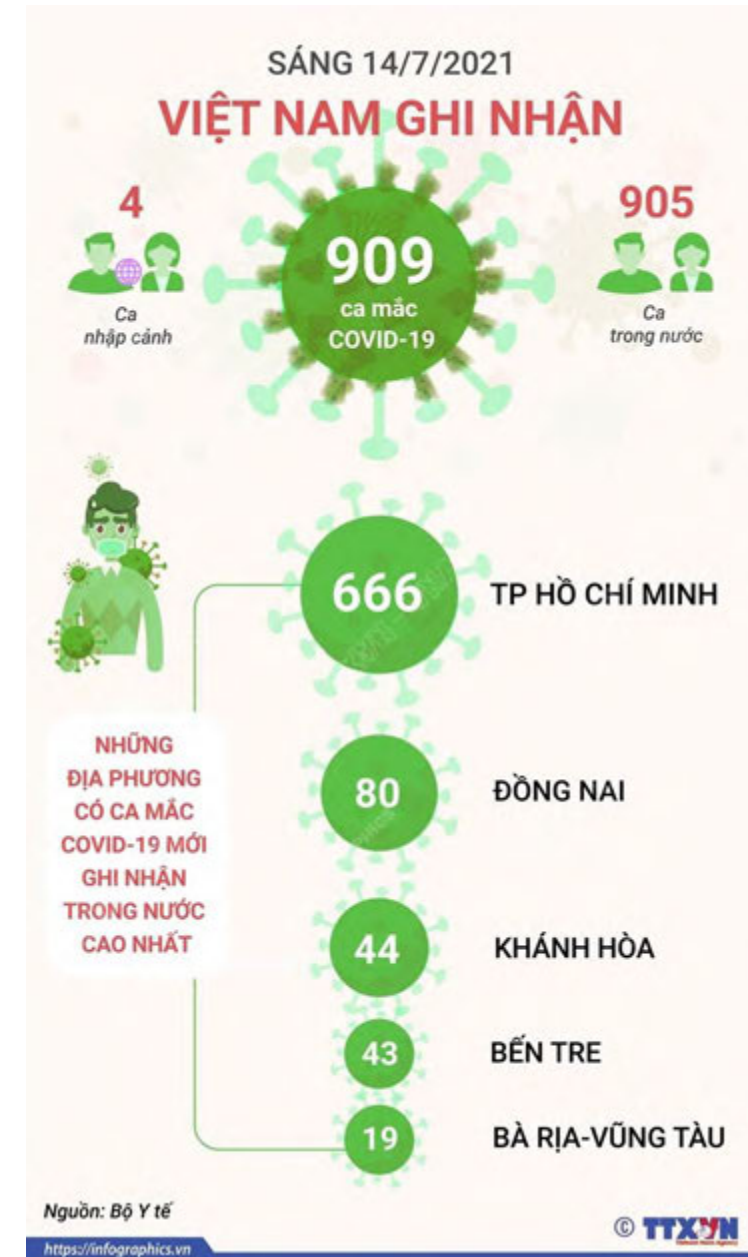 SÁNG 14/7/2021
VIỆT NAM GHI NHẬN
4
Ca
nhập cảnh
909
ca mắc
COVID-19
905
Ca
trong nước
NHỮNG
ĐỊA PHƯƠNG
CÓ CA MẮC
COVID-19 MỚI
GHI NHẬN
TRONG NƯỚC
CAO NHẤT
666 TP HỒ CHÍ MINH
80 ĐỒNG NAI
44 KHÁNH HÒA
43 BẾN TRE
19 BÀ RỊA-VŨNG TÀU
Nguồn: Bộ Y tế
© TTXVN
https://infographics.vn